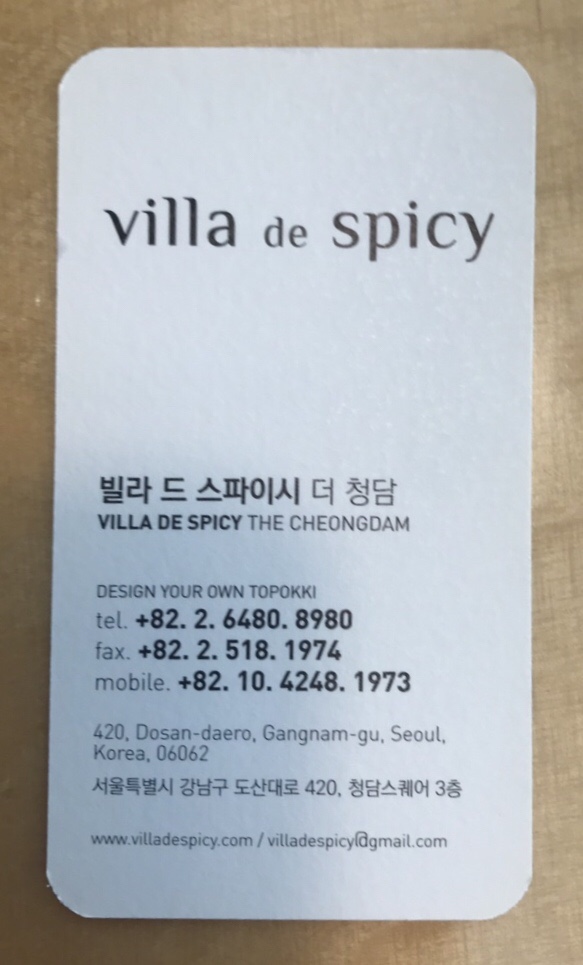 villa de spicy
빌라 드 스파이시 더 청담
VILLA DE SPICY THE CHEONGDAM
DESIGN YOUR OWN TOPOKKI
tel. +82. 2. 6480. 8980
fax. +82. 2. 518. 1974
mobile. +82. 10. 4248. 1973
420, Dosan-daero, Gangnam-gu, Seoul,
Korea, 06062
서울특별시 강남구 도산대로 420, 청담스퀘어 3층
www.villadespicy.com / villadespicy@gmail.com